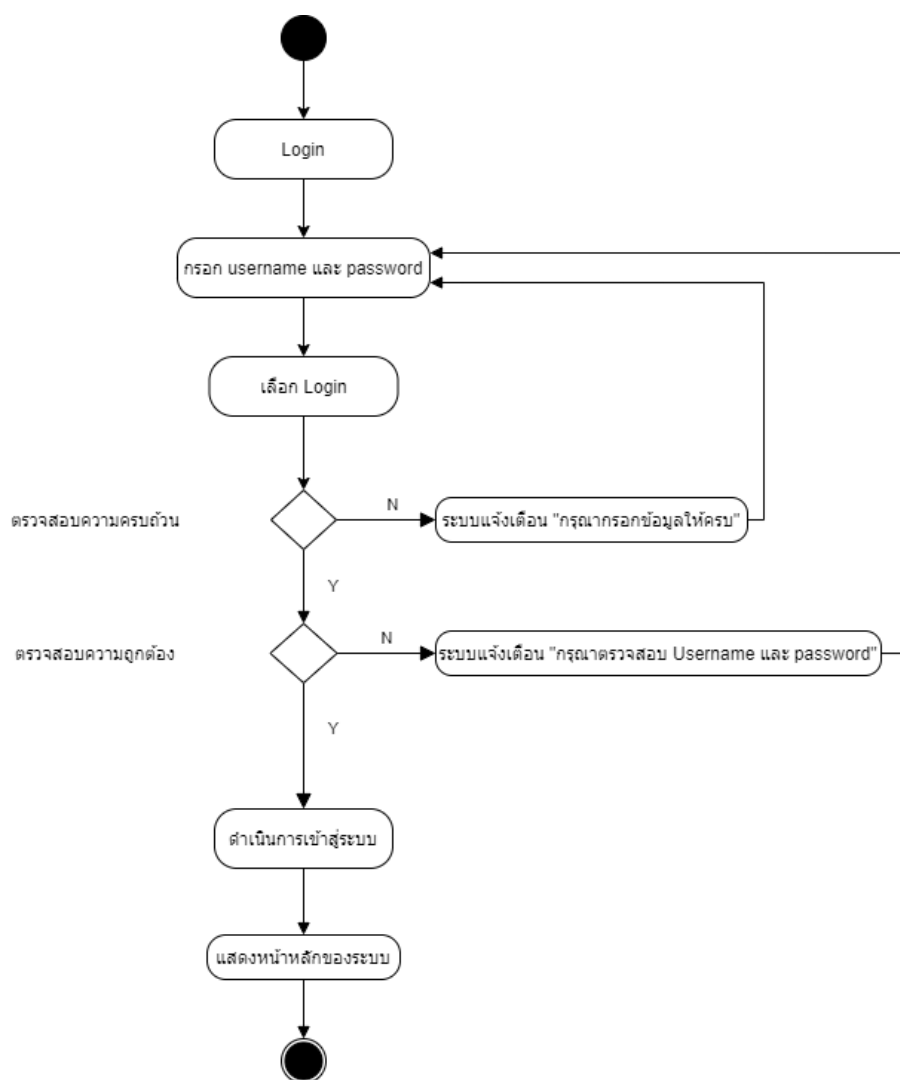 Login
กรอก username และ password
เลือก Login
ตรวจสอบความครบถ้วน
N
ระบบแจ้งเตือน "กรุณากรอกข้อมูลให้ครบ"
Y
ตรวจสอบความถูกต้อง
N
ระบบแจ้งเตือน "กรุณาตรวจสอบ Username และ password"
Y
ดำเนินการเข้าสู่ระบบ
แสดงหน้าหลักของระบบ